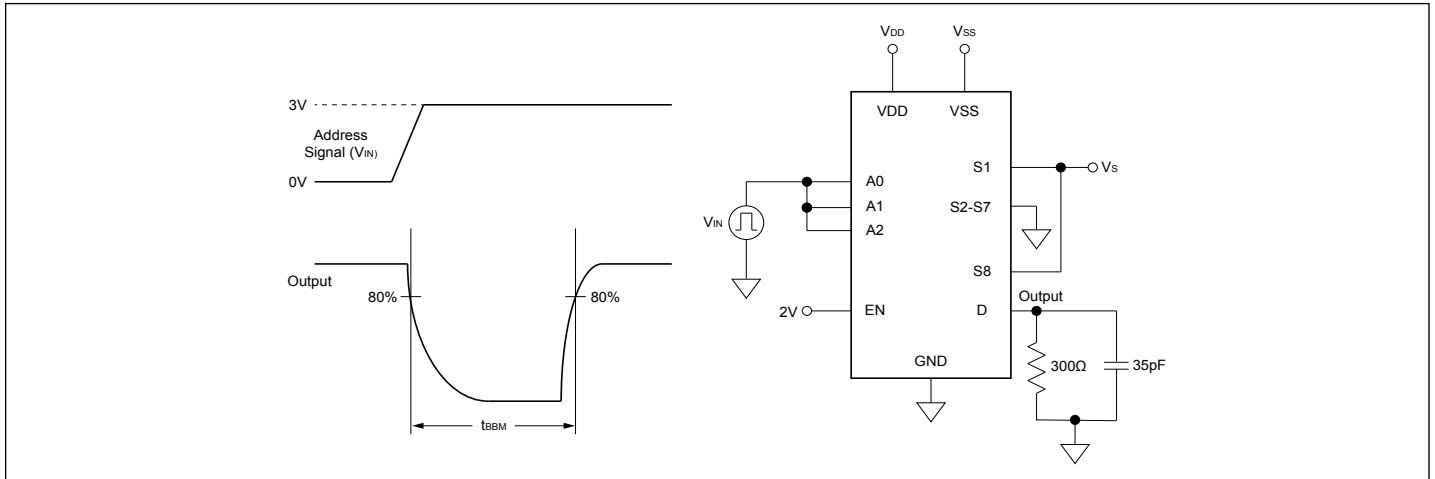 3V
Address
Signal (VIN)
0V
Output
80%
80%
tBBM
VDD
VSS
VDD
VSS
S1
VS
A0
A1
S2-S7
A2
VIN
S8
Output
2V
EN
D
GND
300Ω
35pF